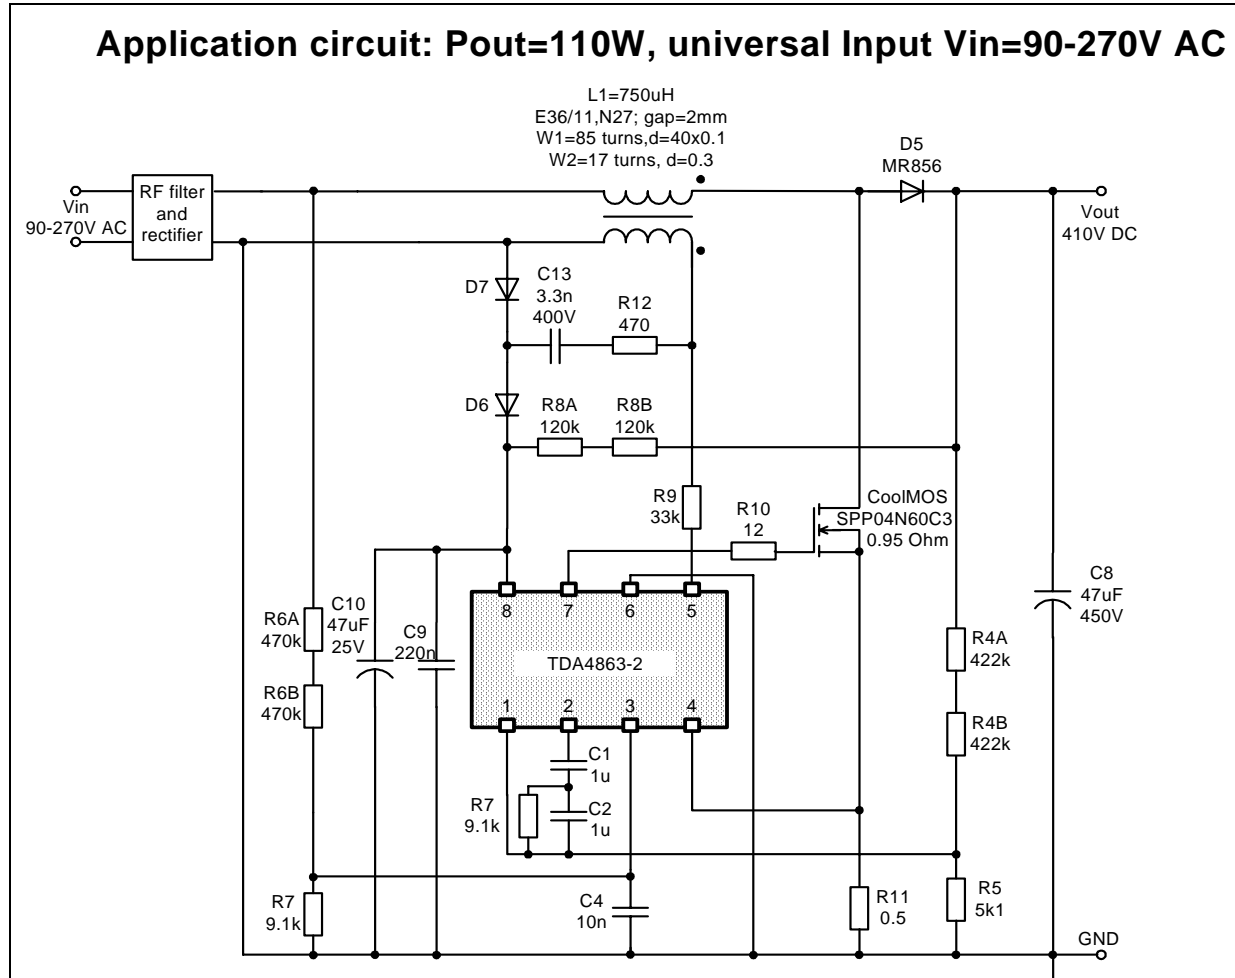 Application circuit: Pout=110W, universal Input Vin=90-270V AC
L1=750uH
E36/11,N27; gap=2mm
W1=85 turns,d=40x0.1
W2=17 turns, d=0.3
D5
MR856
RF filter
and
rectifier
Vin
90-270V AC
Vout
410V DC
D7
C13
3.3n
400V
R12
470
D6
R8A
120k
R8B
120k
R9
33k
R10
12
CoolMOS
SPP04N60C3
0.95 Ohm
C8
47uF
450V
8
7
6
5
R6A
470k
C10
47uF
25V
C9
220n
TDA4863-2
R4A
422k
R6B
470k
1
2
3
4
R4B
422k
C1
1u
R7
9.1k
C2
1u
R7
9.1k
C4
10n
R11
0.5
R5
5k1
GND